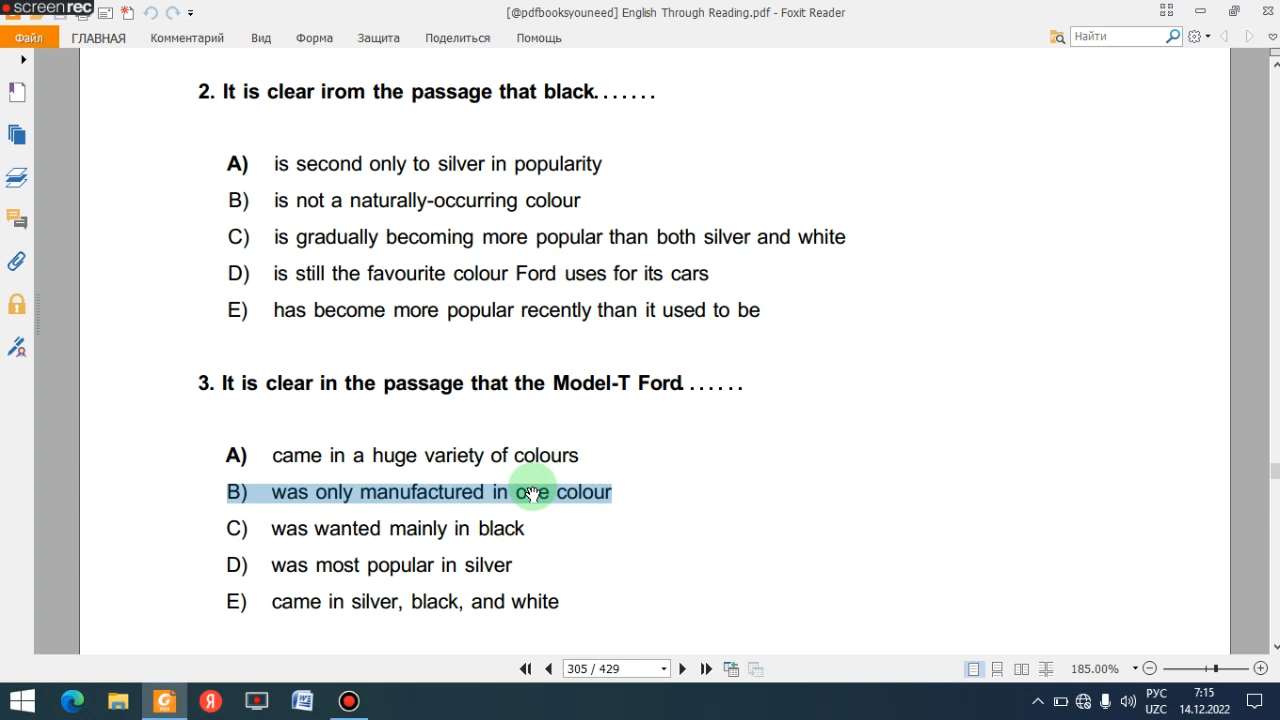 screenrec
[@pdfbooksyouneed] English Through Reading.pdf - Foxit Reader
Файл ГЛАВНАЯ Комментарий Вид Форма Защита Поделиться Помощь
Найти
2. It is clear irom the passage that black.......
A) is second only to silver in popularity
B) is not a naturally-occurring colour
C) is gradually becoming more popular than both silver and white
D) is still the favourite colour Ford uses for its cars
E) has become more popular recently than it used to be
3. It is clear in the passage that the Model-T Ford.......
A) came in a huge variety of colours
B) was only manufactured in one colour
C) was wanted mainly in black
D) was most popular in silver
E) came in silver, black, and white
305 / 429
185.00%
РУС 7:15
UZC 14.12.2022